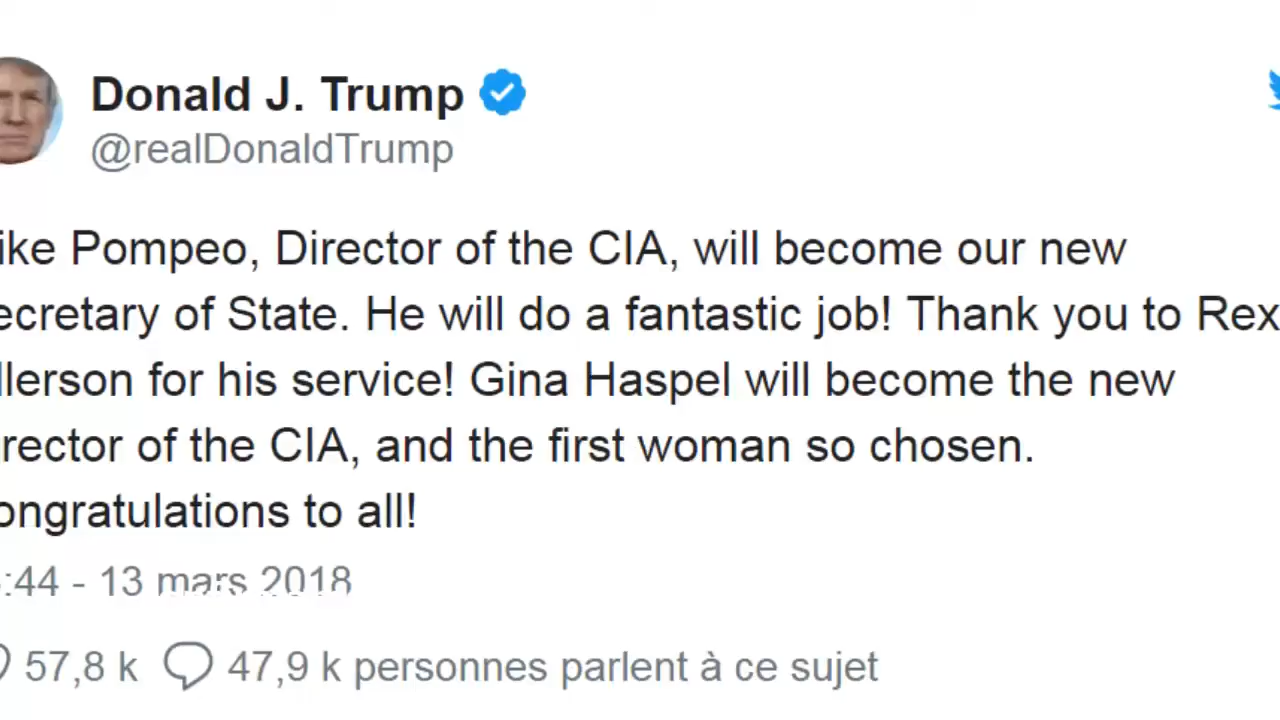 Donald J. Trump
@realDonaldTrump
ike Pompeo, Director of the CIA, will become our new
ecretary of State. He will do a fantastic job! Thank you to Rex
llerson for his service! Gina Haspel will become the new
rector of the CIA, and the first woman so chosen.
ongratulations to all!
:44 - 13 mars 2018
57,8 k 47,9 k personnes parlent à ce sujet